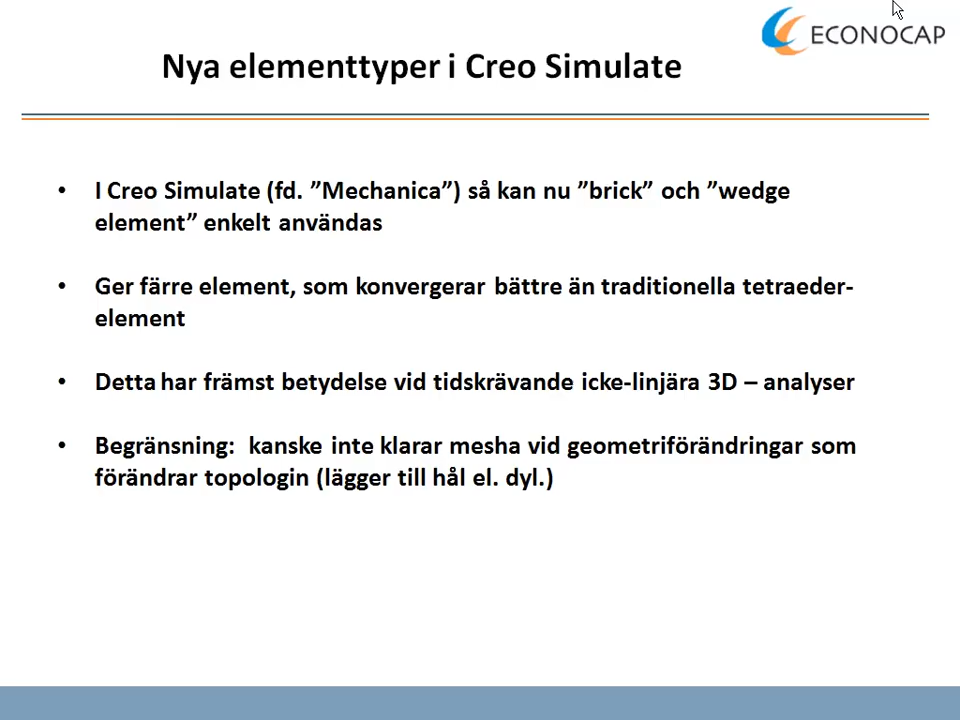 ECONOCAP
Nya elementtyper i Creo Simulate
• I Creo Simulate (fd. ”Mechanica”) så kan nu ”brick” och ”wedge
element” enkelt användas
• Ger färre element, som konvergerar bättre än traditionella tetraeder-
element
• Detta har främst betydelse vid tidskrävande icke-linjära 3D – analyser
• Begränsning: kanske inte klarar mesha vid geometriförändringar som
förändrar topologin (lägger till hål el. dyl.)